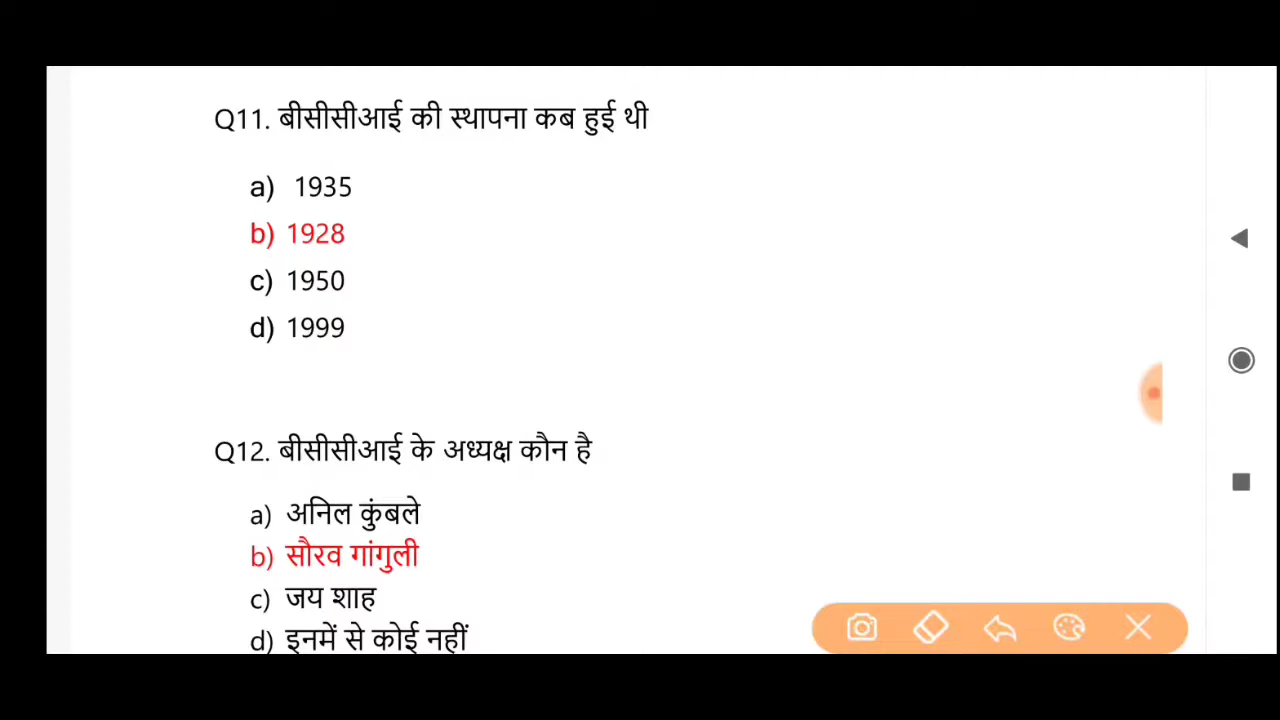 Q11. बीसीसीआई की स्थापना कब हुई थी
a) 1935
b) 1928
c) 1950
d) 1999
Q12. बीसीसीआई के अध्यक्ष कौन है
a) अनिल कुंबले
b) सौरव गांगुली
c) जय शाह
d) इनमें से कोई नहीं